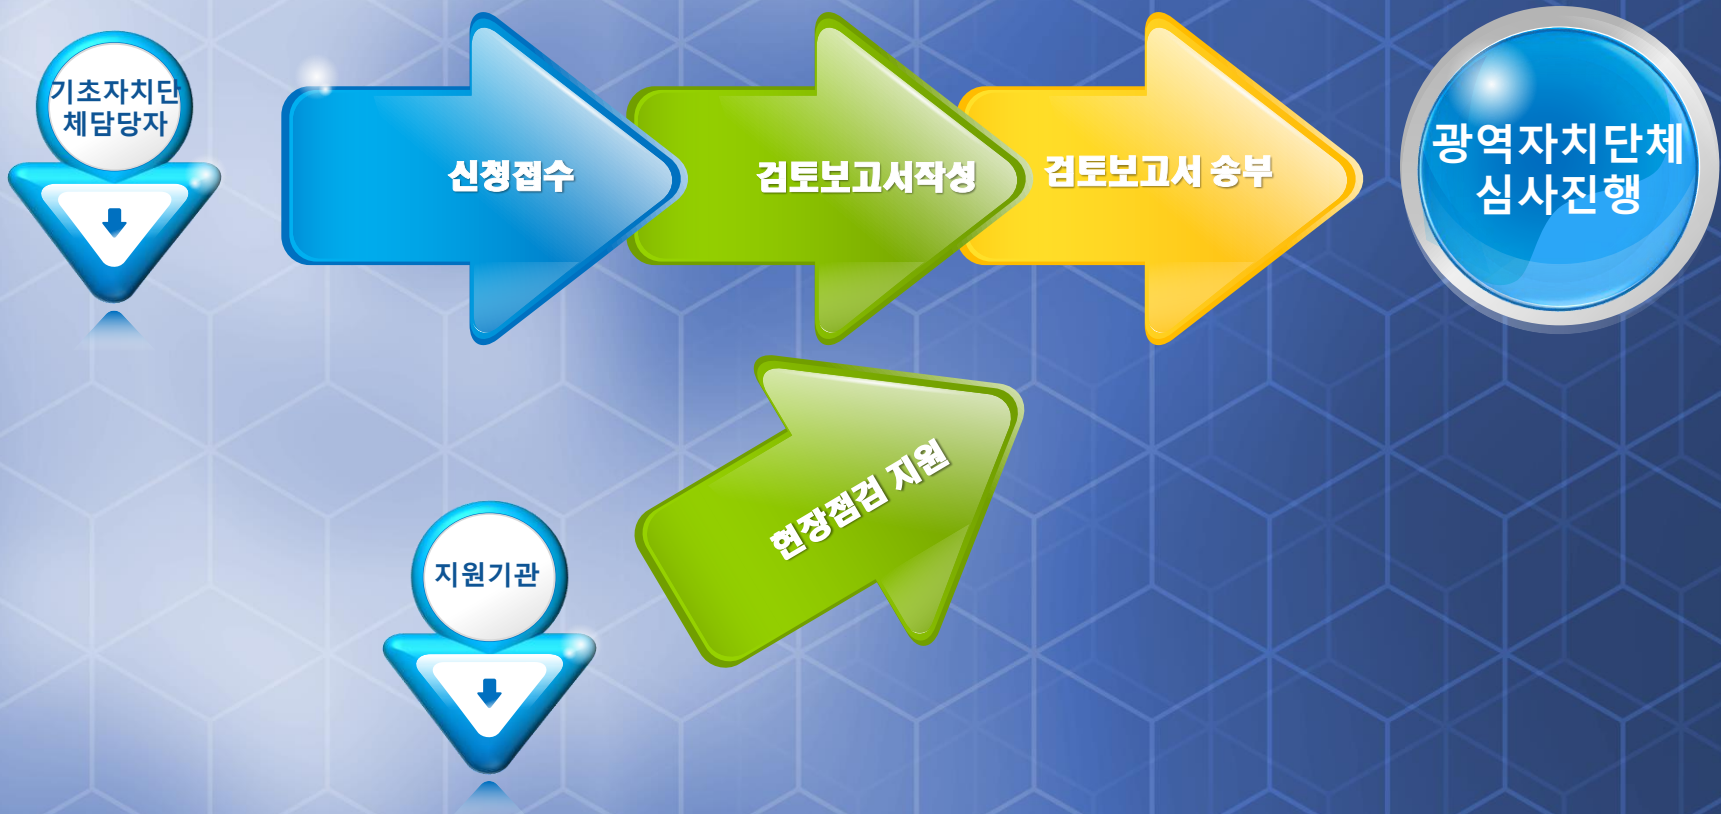 기초자치단
체담당자
신청접수
검토보고서작성
검토보고서 송부
광역자치단체
심사진행
현장점검 지원
지원기관